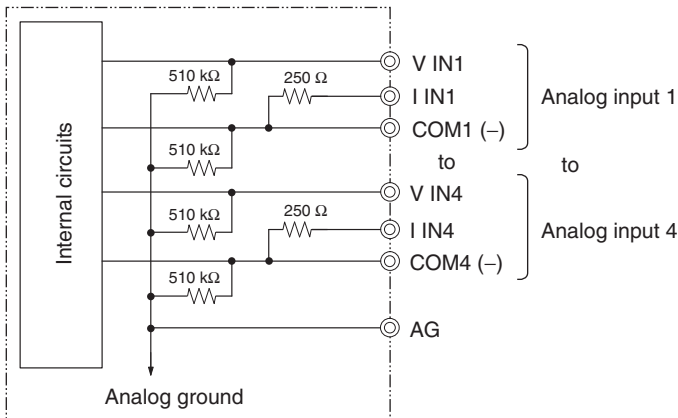 V IN1
510 kΩ
250 Ω
I IN1
Analog input 1
COM1 (–)
510 kΩ
to
to
V IN4
510 kΩ
250 Ω
I IN4
Analog input 4
COM4 (–)
510 kΩ
AG
Internal circuits
Analog ground